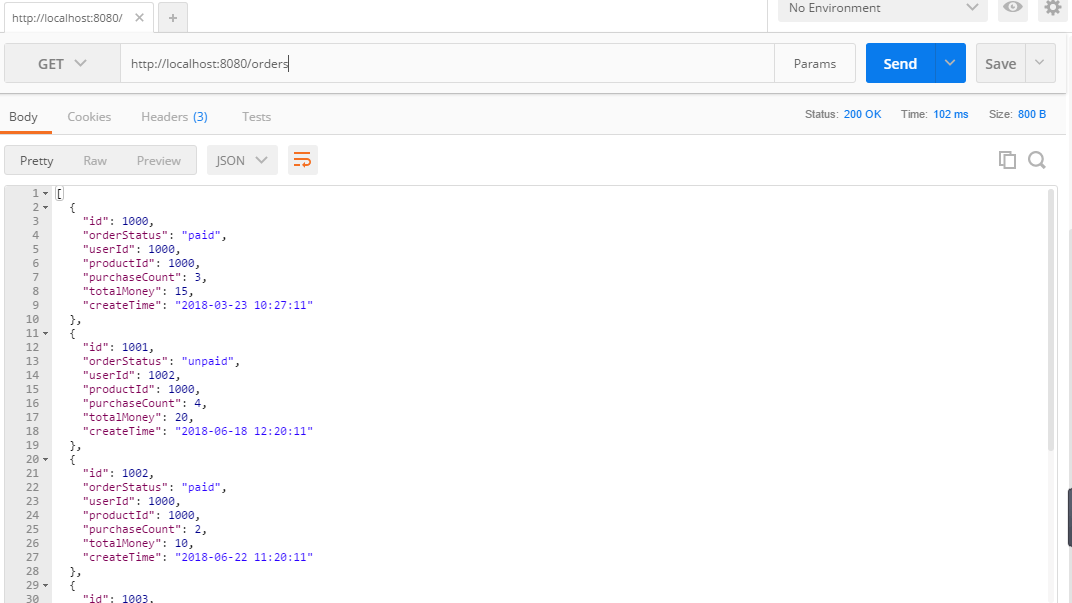 http://localhost:8080/
No Environment
GET http://localhost:8080/orders Params Send Save
Body Cookies Headers (3) Tests Status: 200 OK Time: 102 ms Size: 800 B
Pretty Raw Preview JSON
1 [
2 {
3 "id": 1000,
4 "orderStatus": "paid",
5 "userId": 1000,
6 "productId": 1000,
7 "purchaseCount": 3,
8 "totalMoney": 15,
9 "createTime": "2018-03-23 10:27:11"
10 },
11 {
12 "id": 1001,
13 "orderStatus": "unpaid",
14 "userId": 1002,
15 "productId": 1000,
16 "purchaseCount": 4,
17 "totalMoney": 20,
18 "createTime": "2018-06-18 12:20:11"
19 },
20 {
21 "id": 1002,
22 "orderStatus": "paid",
23 "userId": 1000,
24 "productId": 1000,
25 "purchaseCount": 2,
26 "totalMoney": 10,
27 "createTime": "2018-06-22 11:20:11"
28 },
29 {
30 "id": 1003,